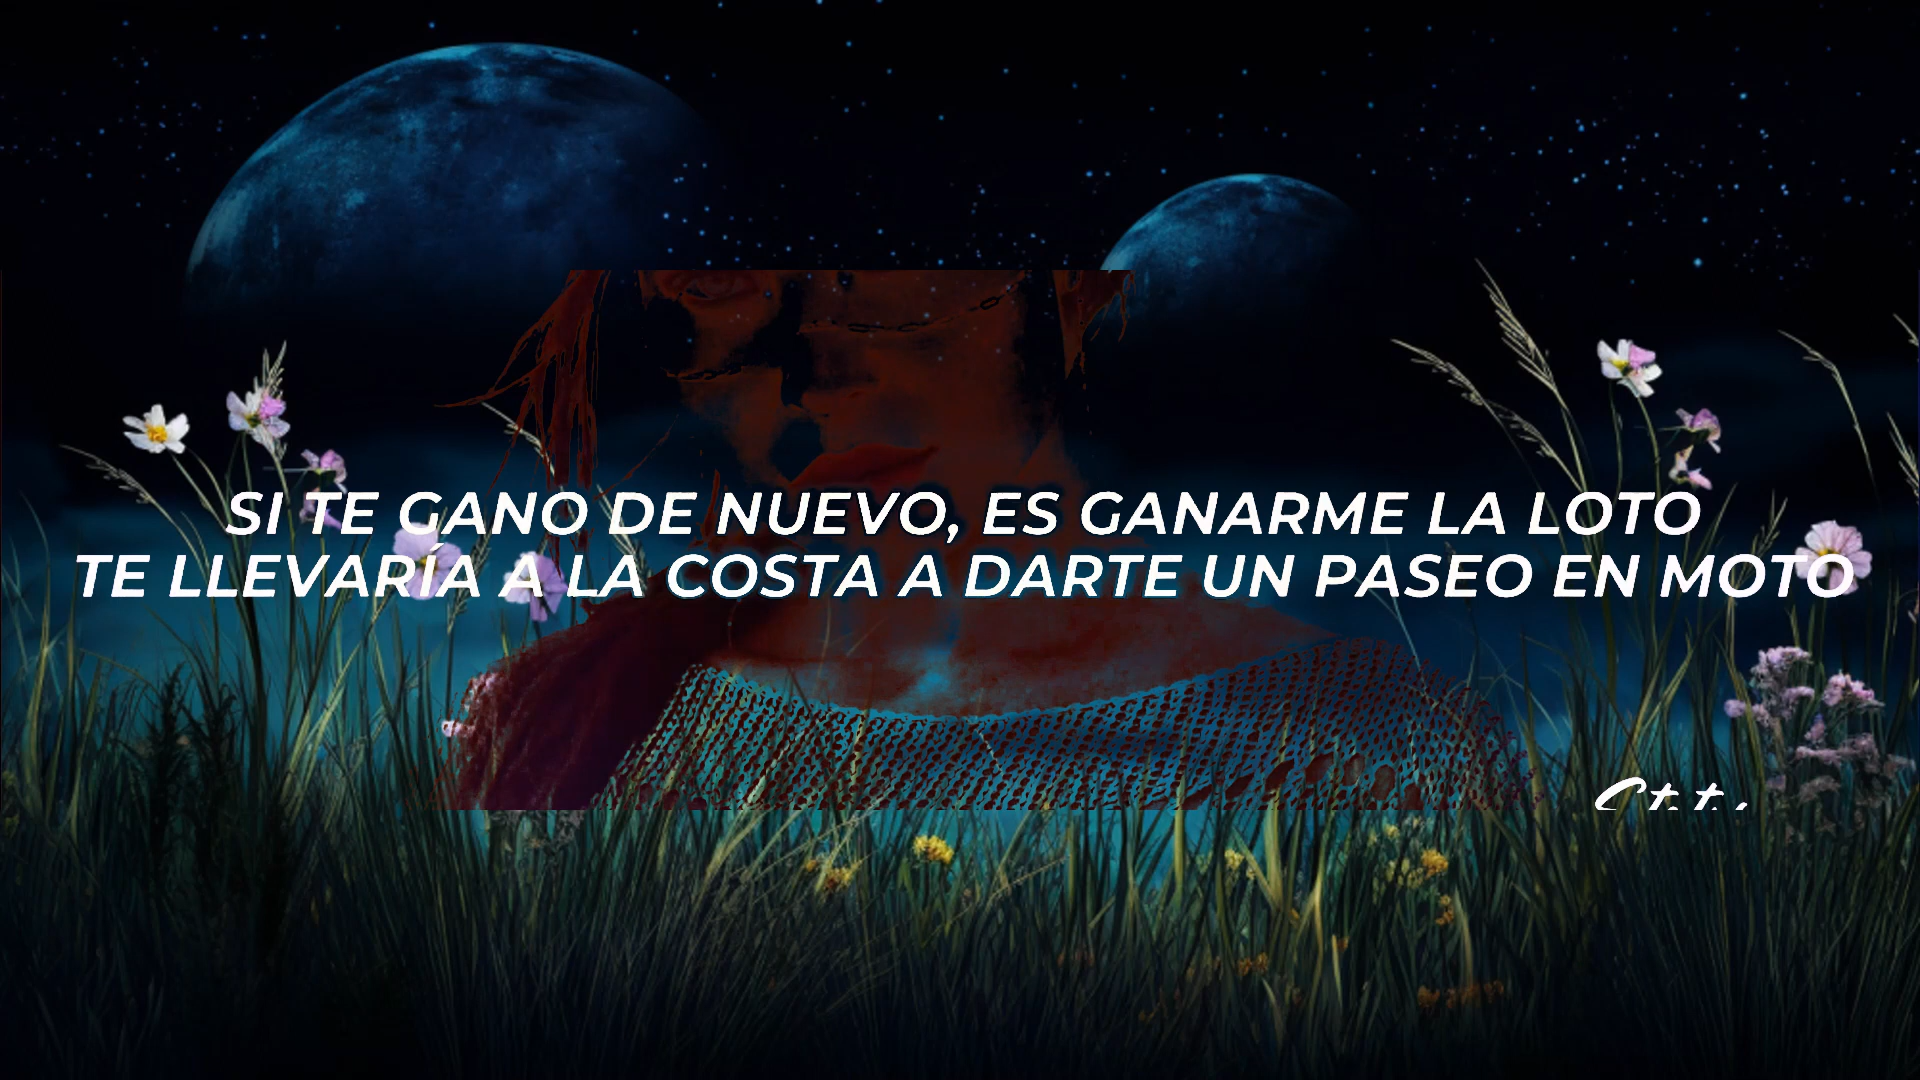 SI TE GANO DE NUEVO, ES GANARME LA LOTO
TE LLEVARÍA A LA COSTA A DARTE UN PASEO EN MOTO